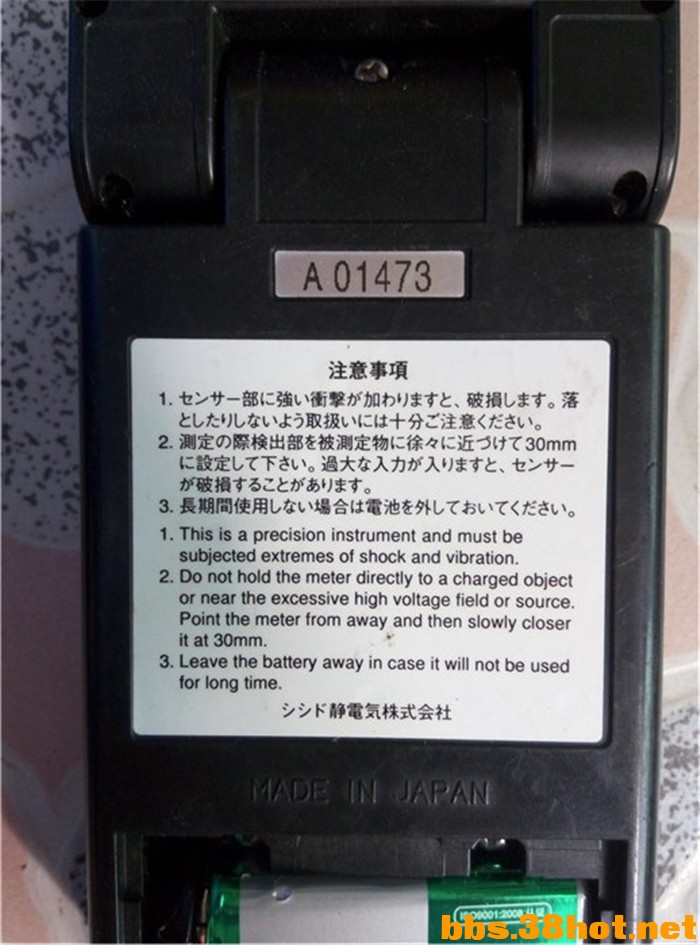 A 01473
注意事項
1. センサー部に強い衝撃が加わりますと、破損します。落
としたりしないよう取扱いには十分ご注意ください。
2. 測定の際検出部を被測定物に徐々に近づけて30mm
に設定して下さい。過大な入力が入りますと、センサー
が破損することがあります。
3. 長期間使用しない場合は電池を外しておいてください。
1. This is a precision instrument and must be
subjected extremes of shock and vibration.
2. Do not hold the meter directly to a charged object
or near the excessive high voltage field or source.
Point the meter from away and then slowly closer
it at 30mm.
3. Leave the battery away in case it will not be used
for long time.
シシド静電気株式会社
MADE IN JAPAN
ISO9001:2008
bbs.38hot.net